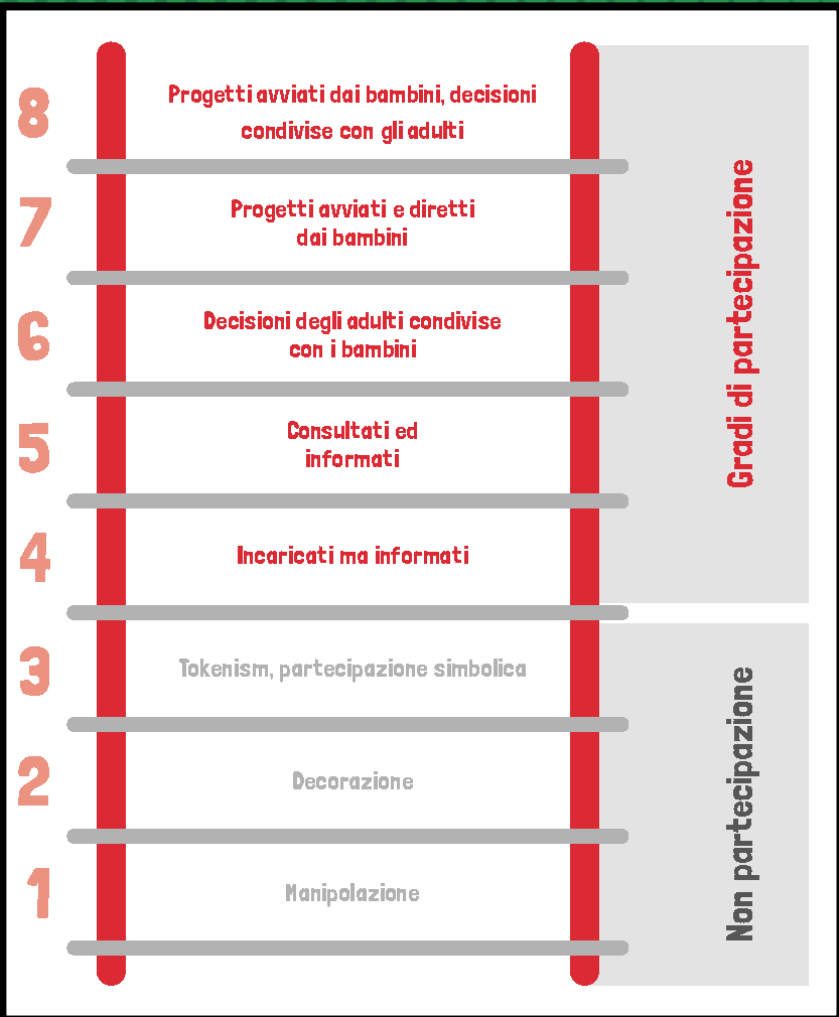 8
Progetti avviati dai bambini, decisioni
condivise con gli adulti
7
Progetti avviati e diretti
dai bambini
6
Decisioni degli adulti condivise
con i bambini
5
Consultati ed
informati
4
Incaricati ma informati
Gradi di partecipazione
3
Tokenism, partecipazione simbolica
2
Decorazione
1
Manipolazione
Non partecipazione